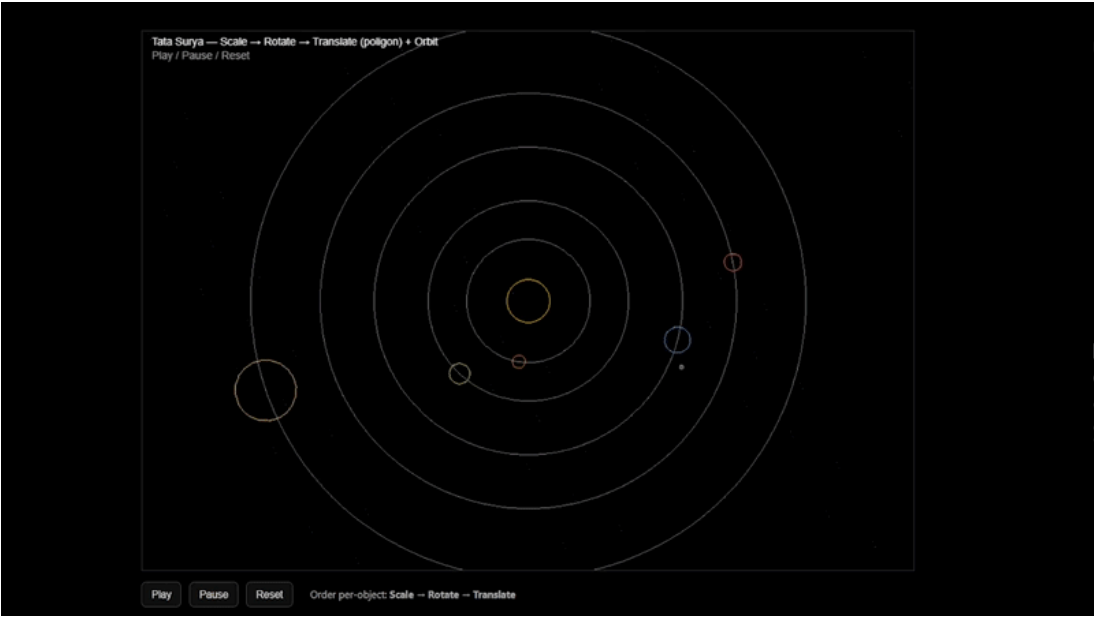 Tata Surya — Scale → Rotate → Translate (poligon) + Orbit
Play / Pause / Reset
Play Pause Reset Order per-object: Scale → Rotate → Translate